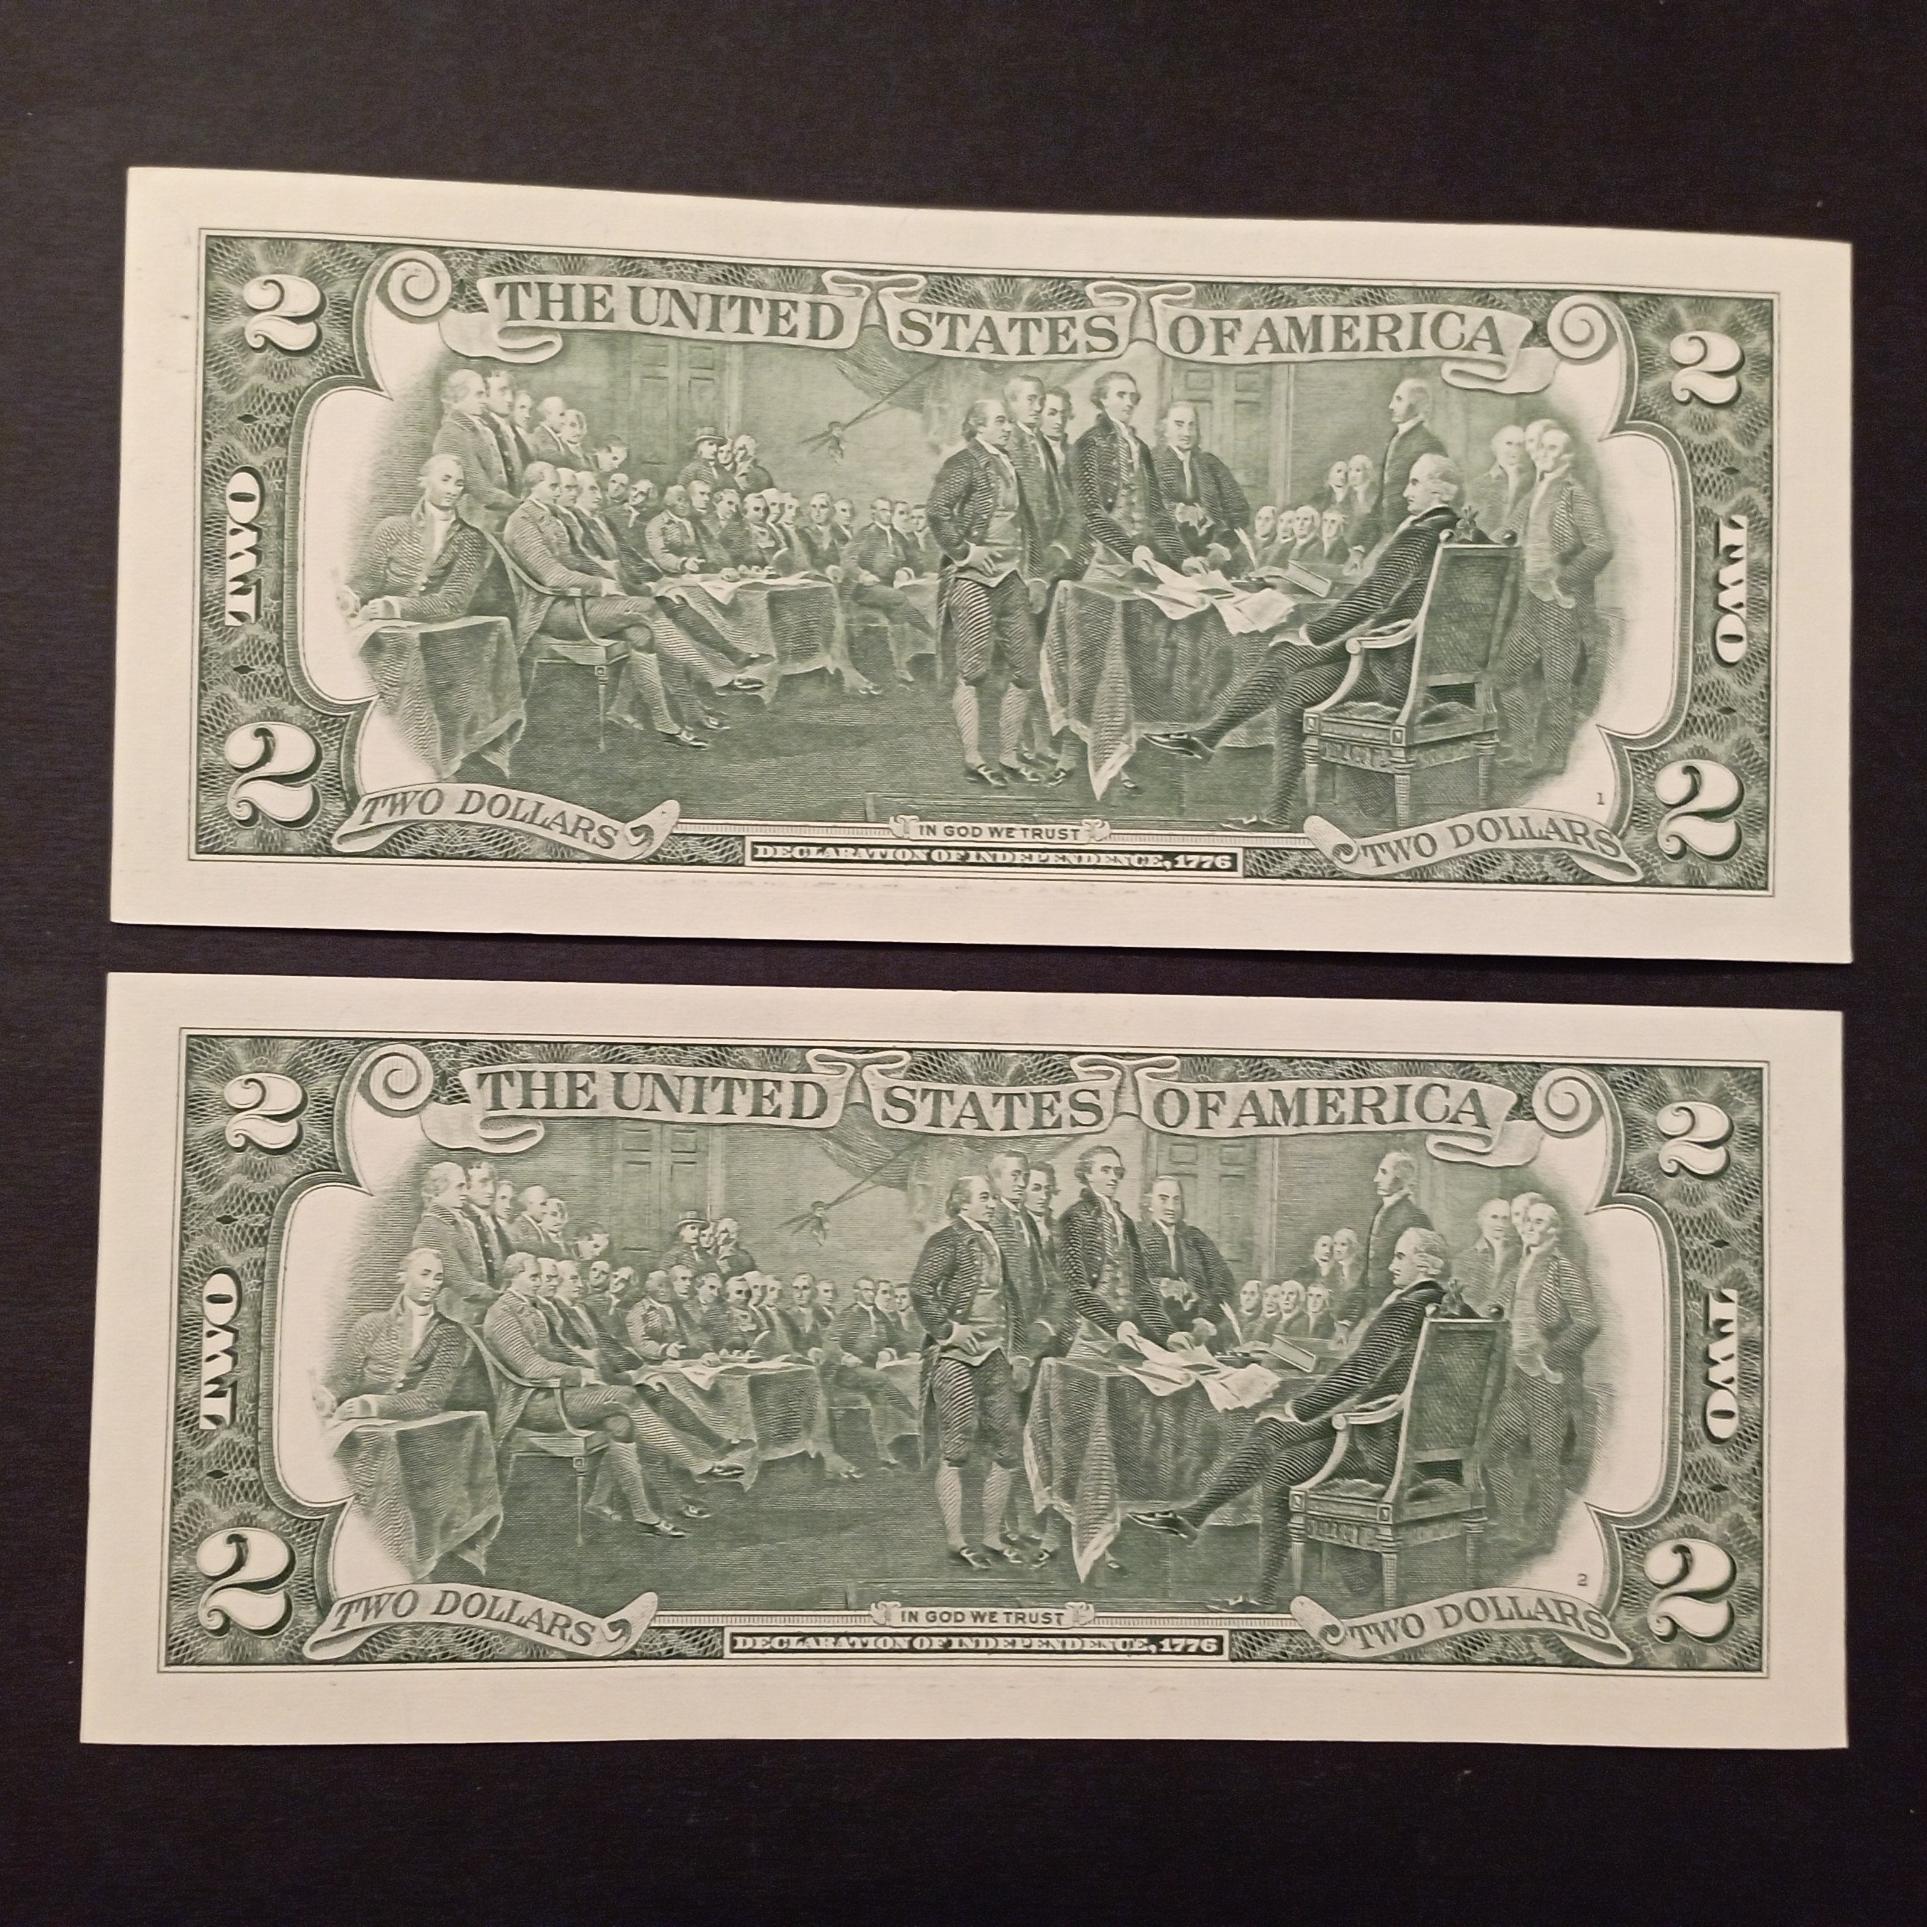 THE UNITED STATES OF AMERICA
2 2
TWO TWO
2 2
1
TWO DOLLARS IN GOD WE TRUST TWO DOLLARS
DECLARATION OF INDEPENDENCE, 1776
THE UNITED STATES OF AMERICA
2 2
TWO TWO
2 2
2
TWO DOLLARS IN GOD WE TRUST TWO DOLLARS
DECLARATION OF INDEPENDENCE, 1776